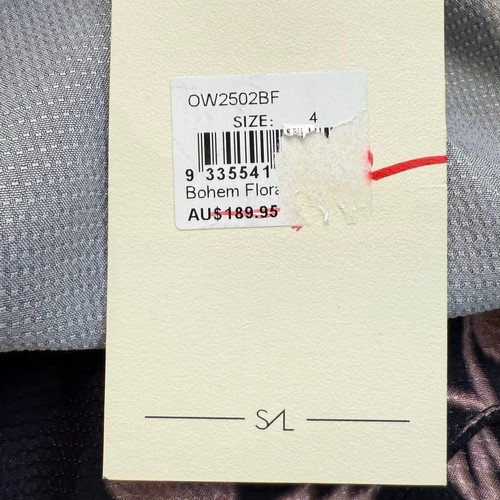 OW2502BF
SIZE: 4
9 335541
Bohem Flora
AU$189.95
S/L